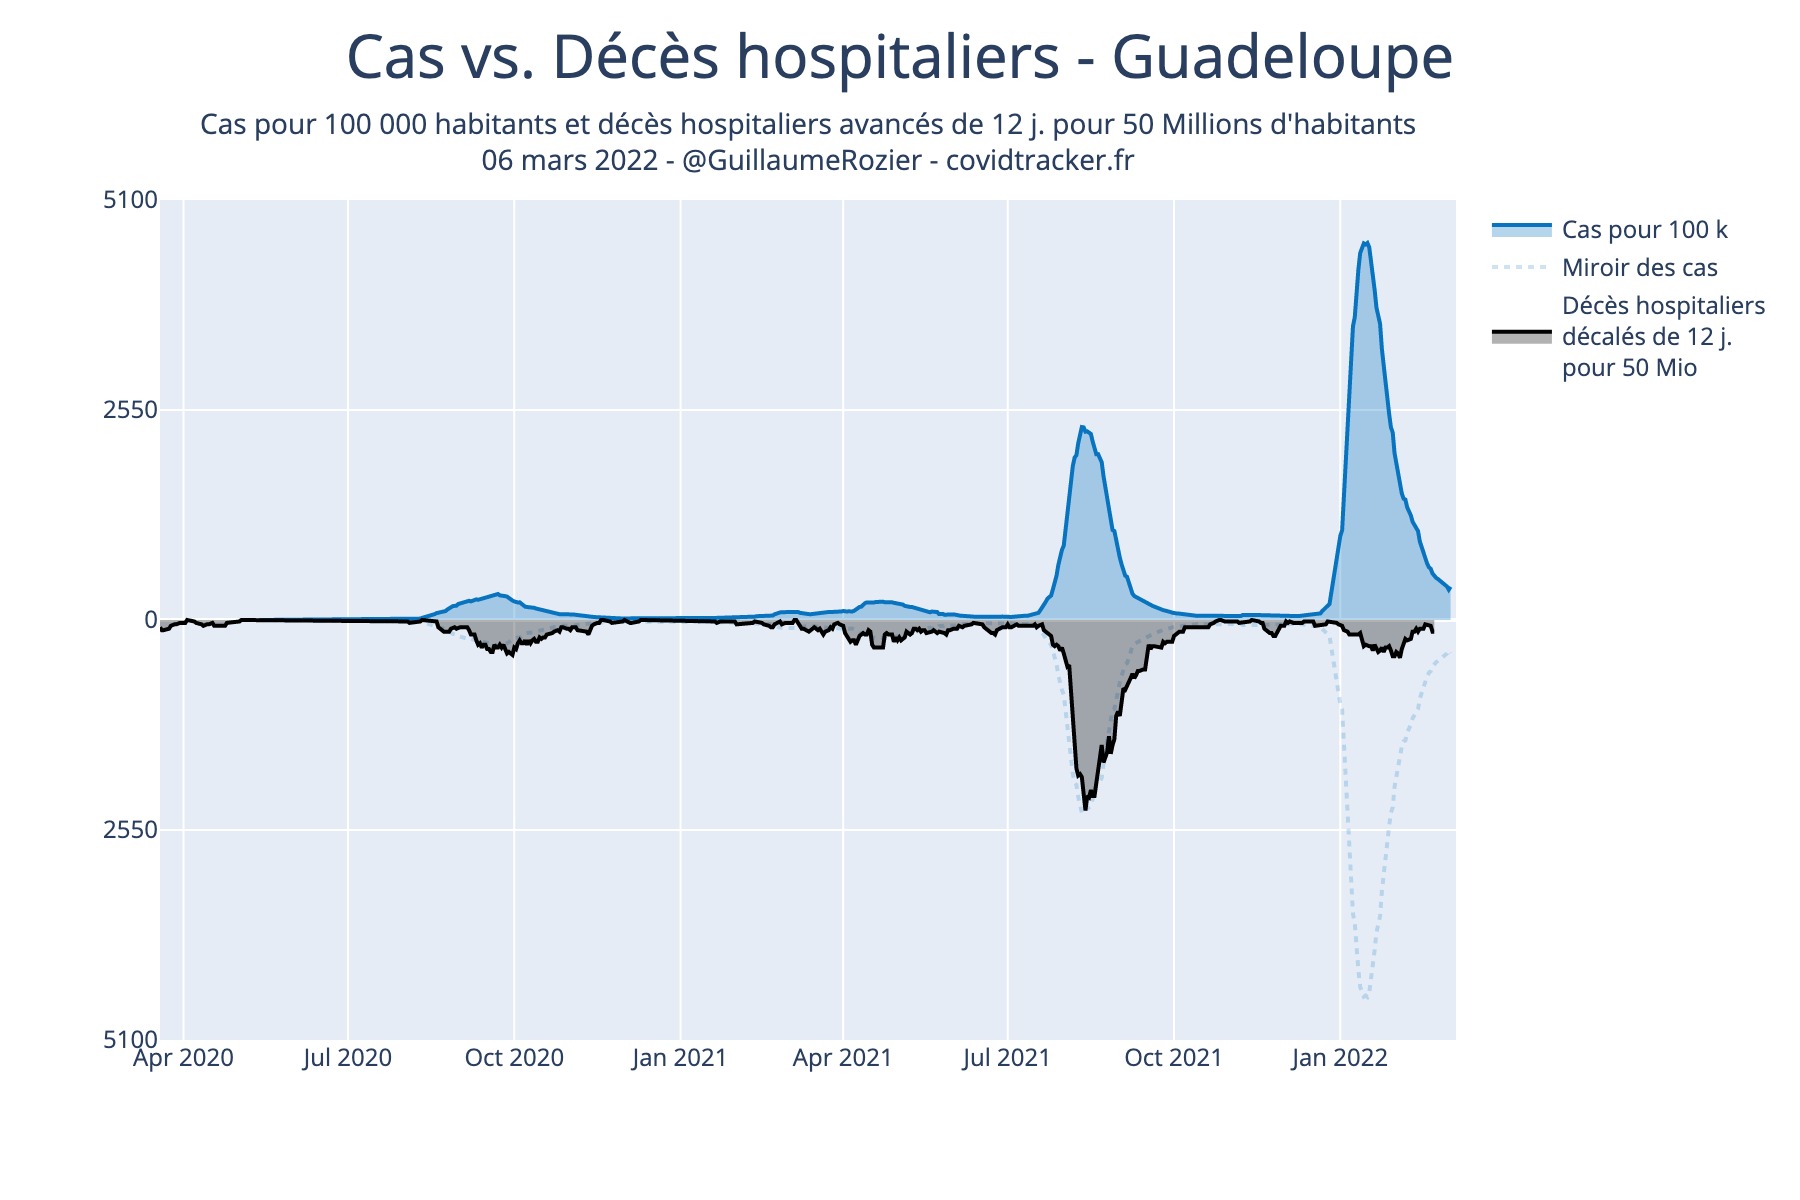 Cas vs. Décès hospitaliers - Guadeloupe
Cas pour 100 000 habitants et décès hospitaliers avancés de 12 j. pour 50 Millions d'habitants
06 mars 2022 - @GuillaumeRozier - covidtracker.fr
5100
2550
0
2550
5100
Apr 2020
Jul 2020
Oct 2020
Jan 2021
Apr 2021
Jul 2021
Oct 2021
Jan 2022
Cas pour 100 k
Miroir des cas
Décès hospitaliers
décalés de 12 j.
pour 50 Mio